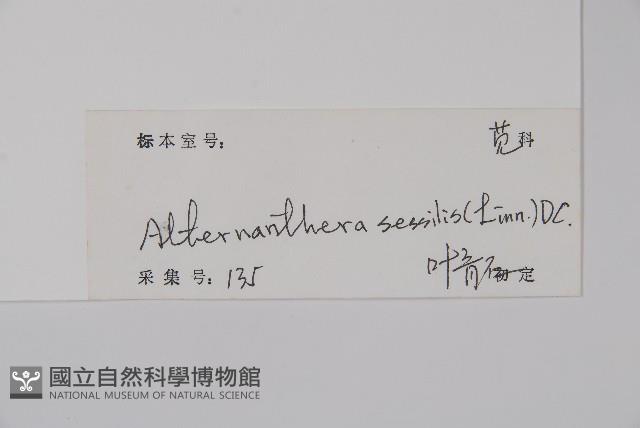 标本室号： 苋科
Alternanthera sessilis (Linn.) DC.
采集号：135 叶育石定
國立自然科學博物館
NATIONAL MUSEUM OF NATURAL SCIENCE